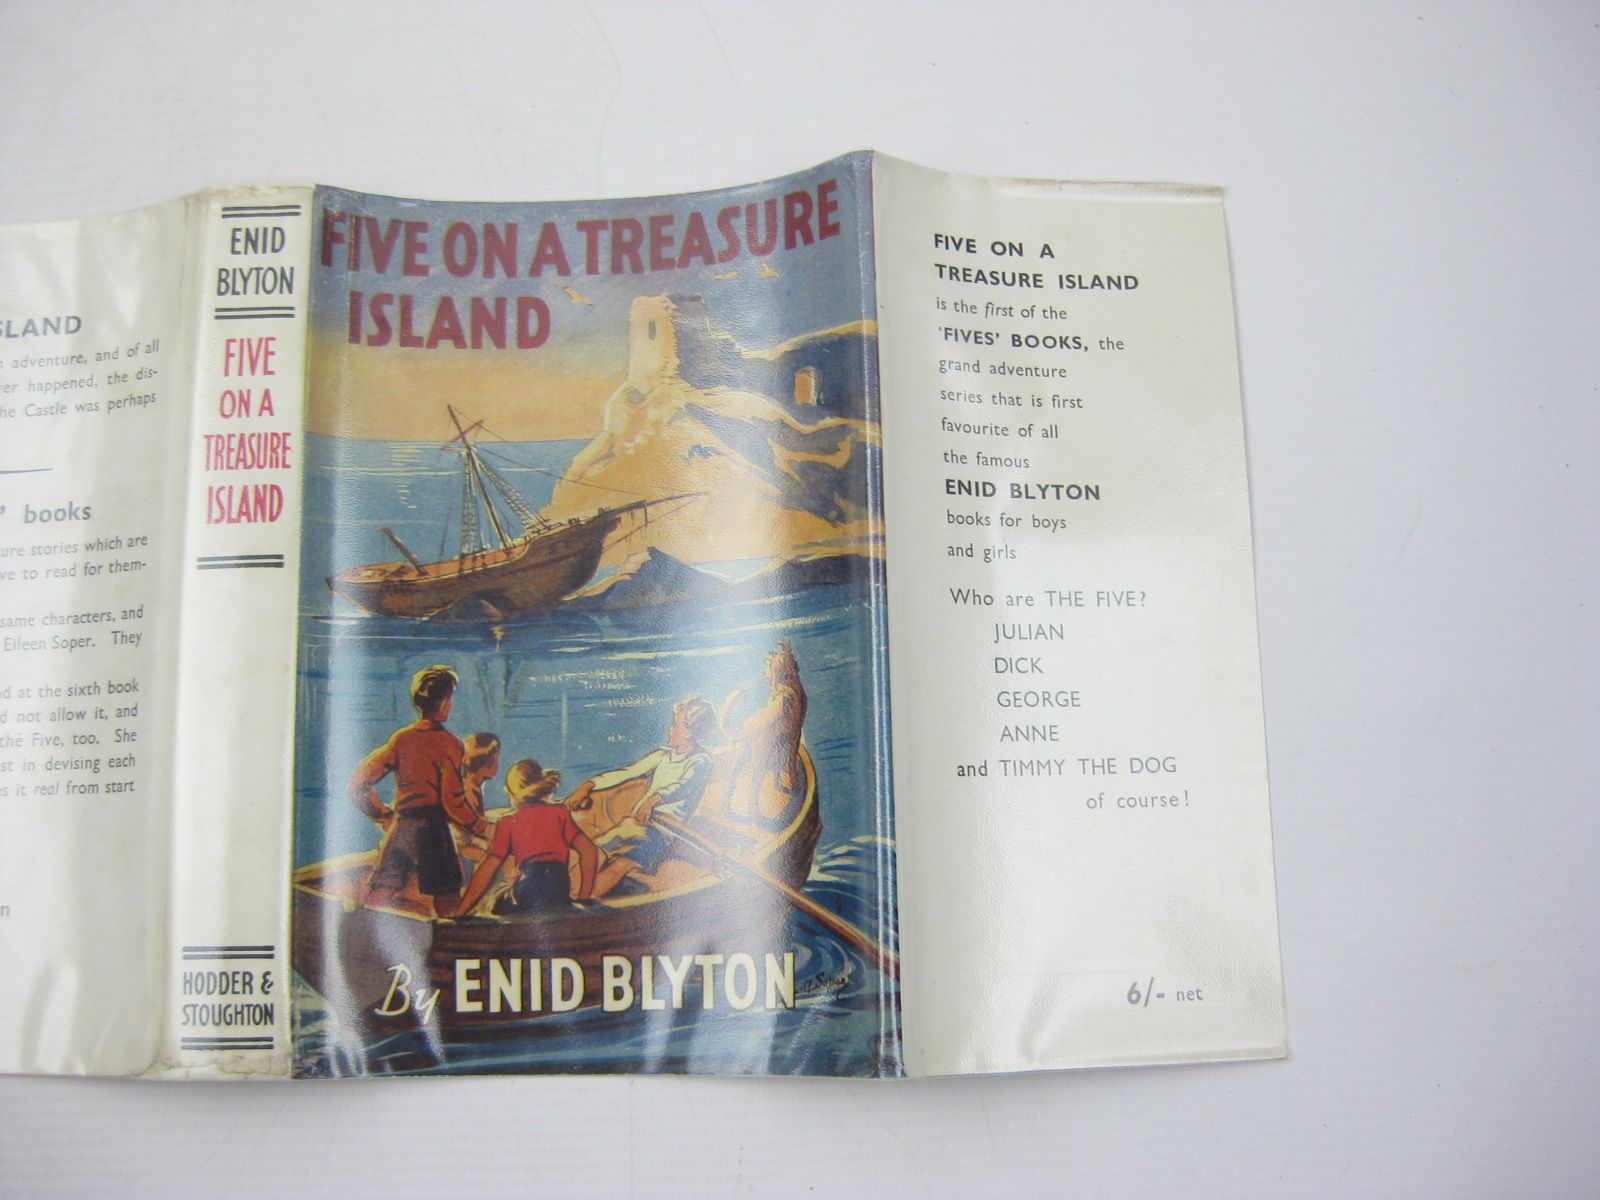 SLAND
adventure, and of all
ver happened, the dis-
he Castle was perhaps
' books
ure stories which are
ve to read for them-
same characters, and
Eileen Soper. They
d at the sixth book
d not allow it, and
the Five, too. She
st in devising each
es it real from start
n
ENID
BLYTON
FIVE
ON A
TREASURE
ISLAND
HODDER &
STOUGHTON
FIVE ON A TREASURE
ISLAND
By ENID BLYTON
Soper
FIVE ON A
TREASURE ISLAND
is the first of the
'FIVES' BOOKS, the
grand adventure
series that is first
favourite of all
the famous
ENID BLYTON
books for boys
and girls
Who are THE FIVE?
JULIAN
DICK
GEORGE
ANNE
and TIMMY THE DOG
of course!
6/- net